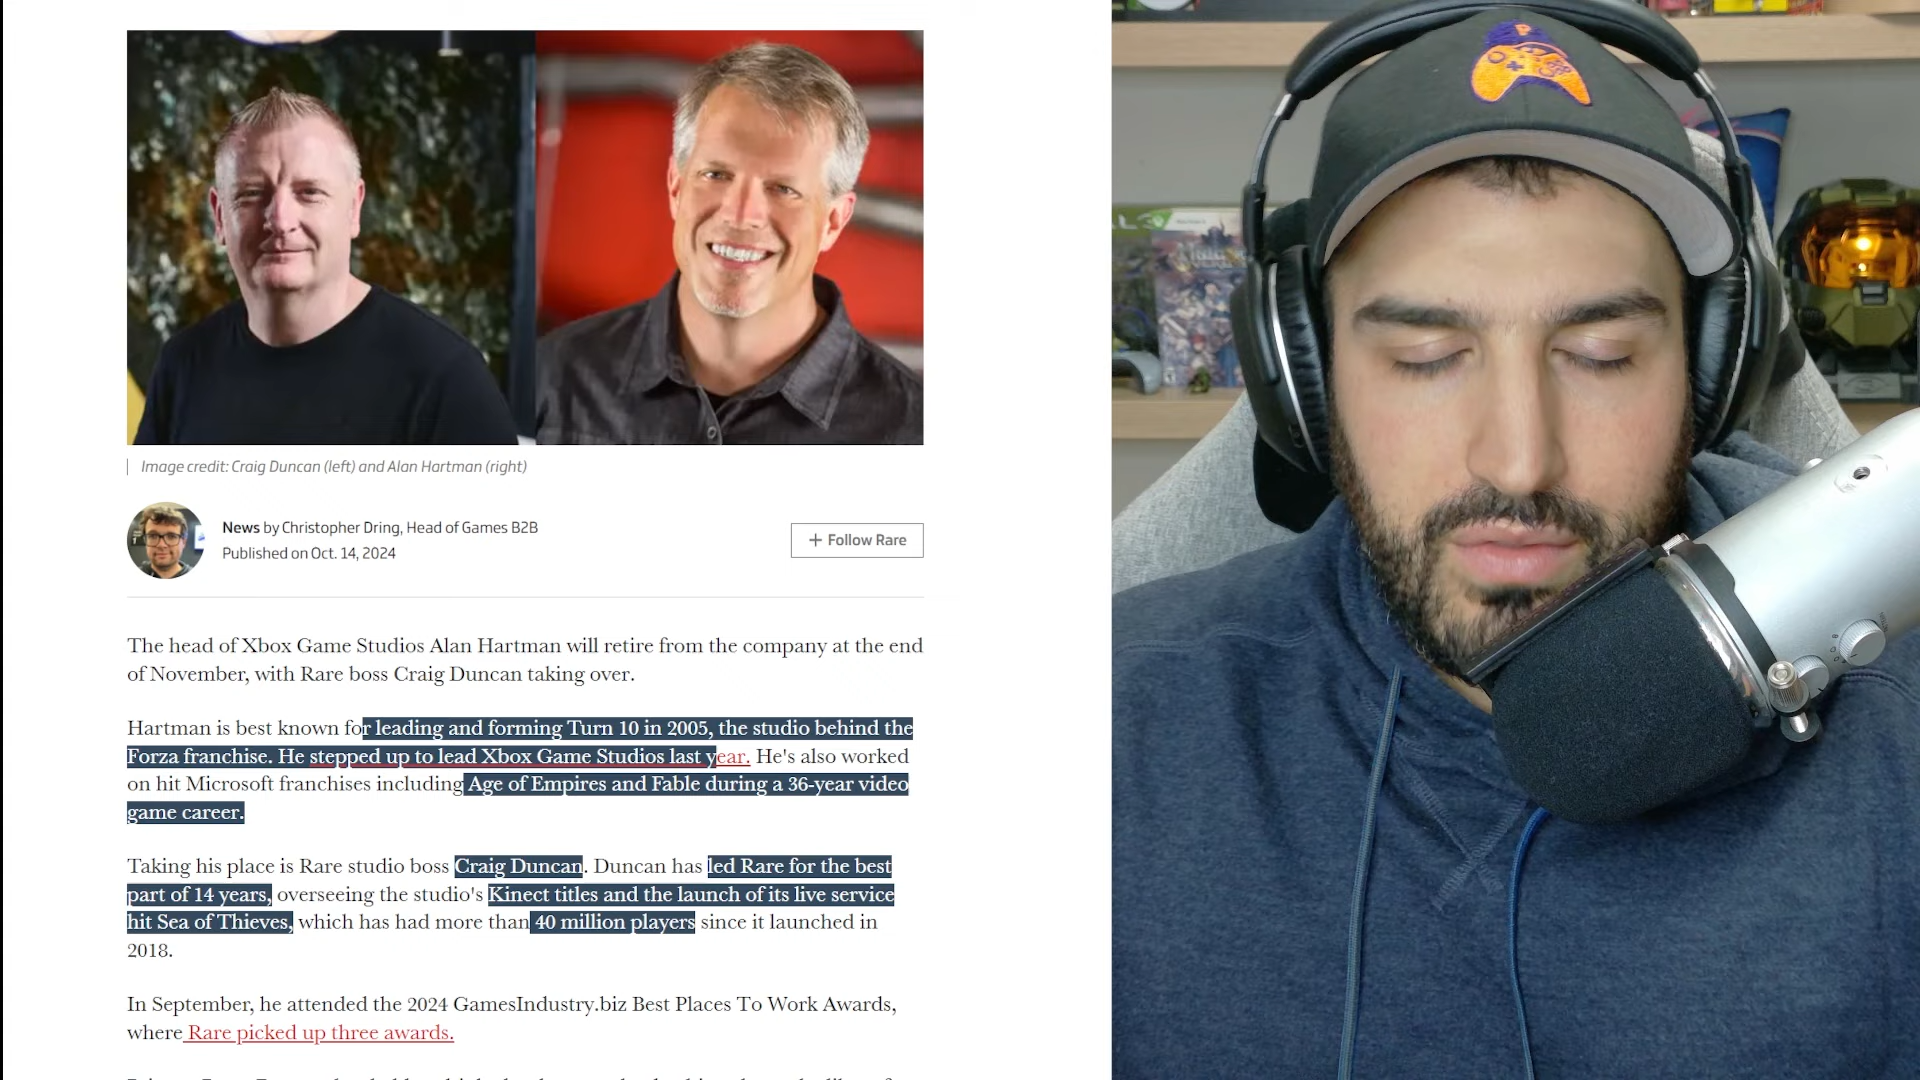 Image credit: Craig Duncan (left) and Alan Hartman (right)
News by Christopher Dring, Head of Games B2B
Published on Oct. 14, 2024
+ Follow Rare
The head of Xbox Game Studios Alan Hartman will retire from the company at the end
of November, with Rare boss Craig Duncan taking over.
Hartman is best known for leading and forming Turn 10 in 2005, the studio behind the
Forza franchise. He stepped up to lead Xbox Game Studios last year. He's also worked
on hit Microsoft franchises including Age of Empires and Fable during a 36-year video
game career.
Taking his place is Rare studio boss Craig Duncan. Duncan has led Rare for the best
part of 14 years, overseeing the studio's Kinect titles and the launch of its live service
hit Sea of Thieves, which has had more than 40 million players since it launched in
2018.
In September, he attended the 2024 GamesIndustry.biz Best Places To Work Awards,
where Rare picked up three awards.